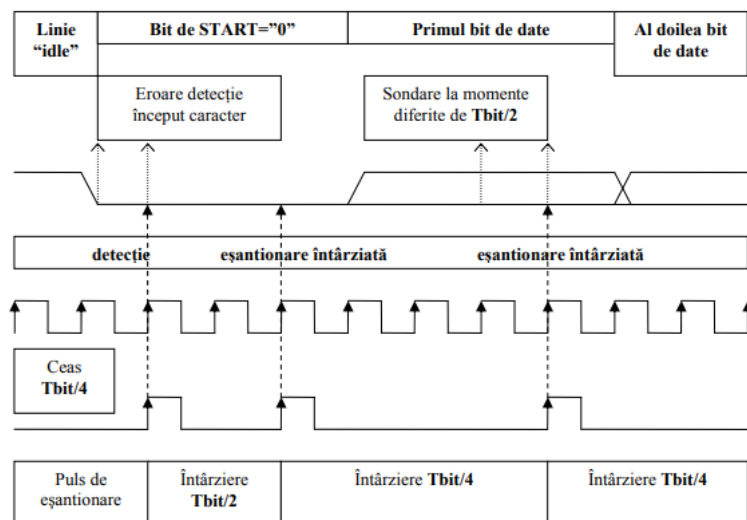 Linie
“idle”
Bit de START=”0”
Primul bit de date
Al doilea bit
de date
Eroare detecție
început caracter
Sondare la momente
diferite de Tbit/2
detecție
eșantionare întârziată
eșantionare întârziată
Ceas
Tbit/4
Puls de
eșantionare
Întârziere
Tbit/2
Întârziere Tbit/4
Întârziere Tbit/4